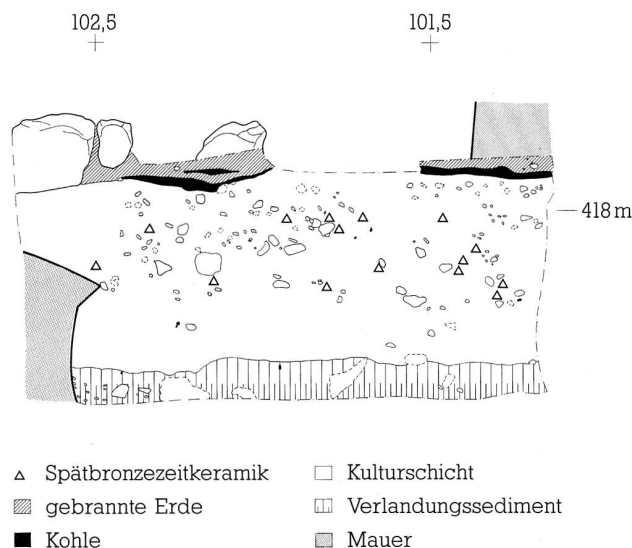 102,5 101,5
418 m
Spätbronzezeitkeramik
gebrannte Erde
Kohle
Kulturschicht
Verlandungssediment
Mauer